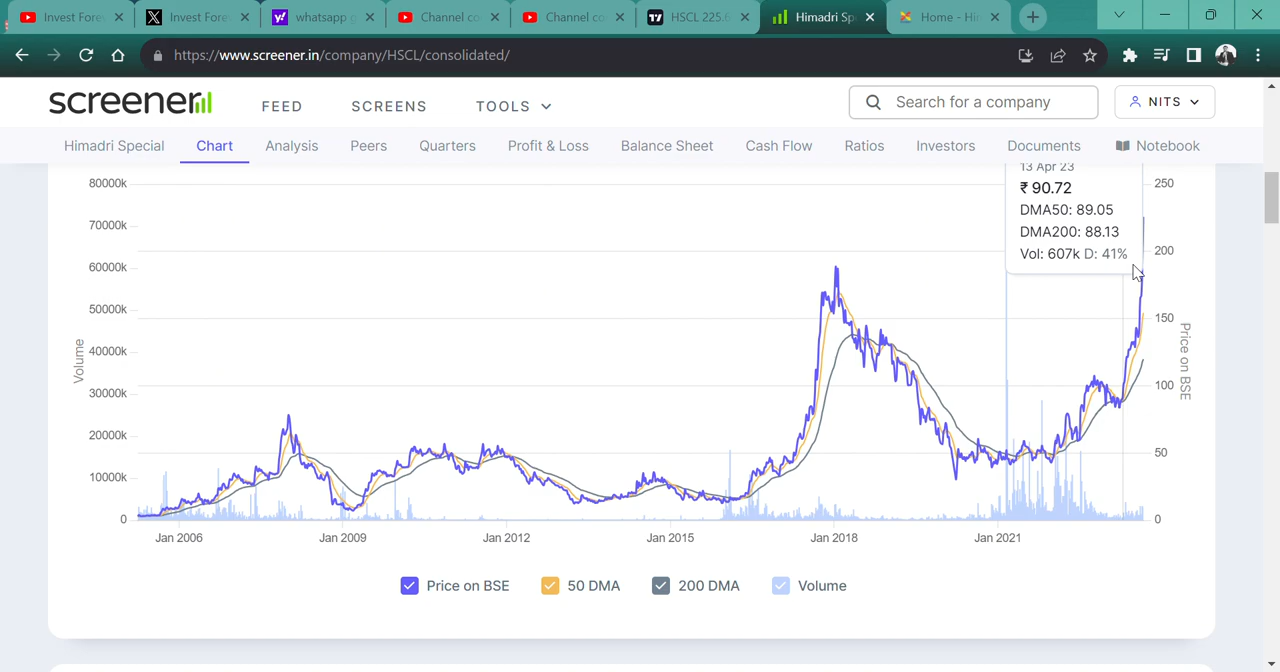 Invest Fore
Invest Fore
whatsapp g
Channel co
Channel co
HSCL 225.6
Himadri Sp
Home - Hi
https://www.screener.in/company/HSCL/consolidated/
screener
FEED
SCREENS
TOOLS
Search for a company
NITS
Himadri Special
Chart
Analysis
Peers
Quarters
Profit & Loss
Balance Sheet
Cash Flow
Ratios
Investors
Documents
Notebook
13 Apr 23
₹ 90.72
DMA50: 89.05
DMA200: 88.13
Vol: 607k D: 41%
80000k
70000k
60000k
50000k
40000k
30000k
20000k
10000k
0
Volume
250
200
150
100
50
0
Price on BSE
Jan 2006
Jan 2009
Jan 2012
Jan 2015
Jan 2018
Jan 2021
Price on BSE
50 DMA
200 DMA
Volume